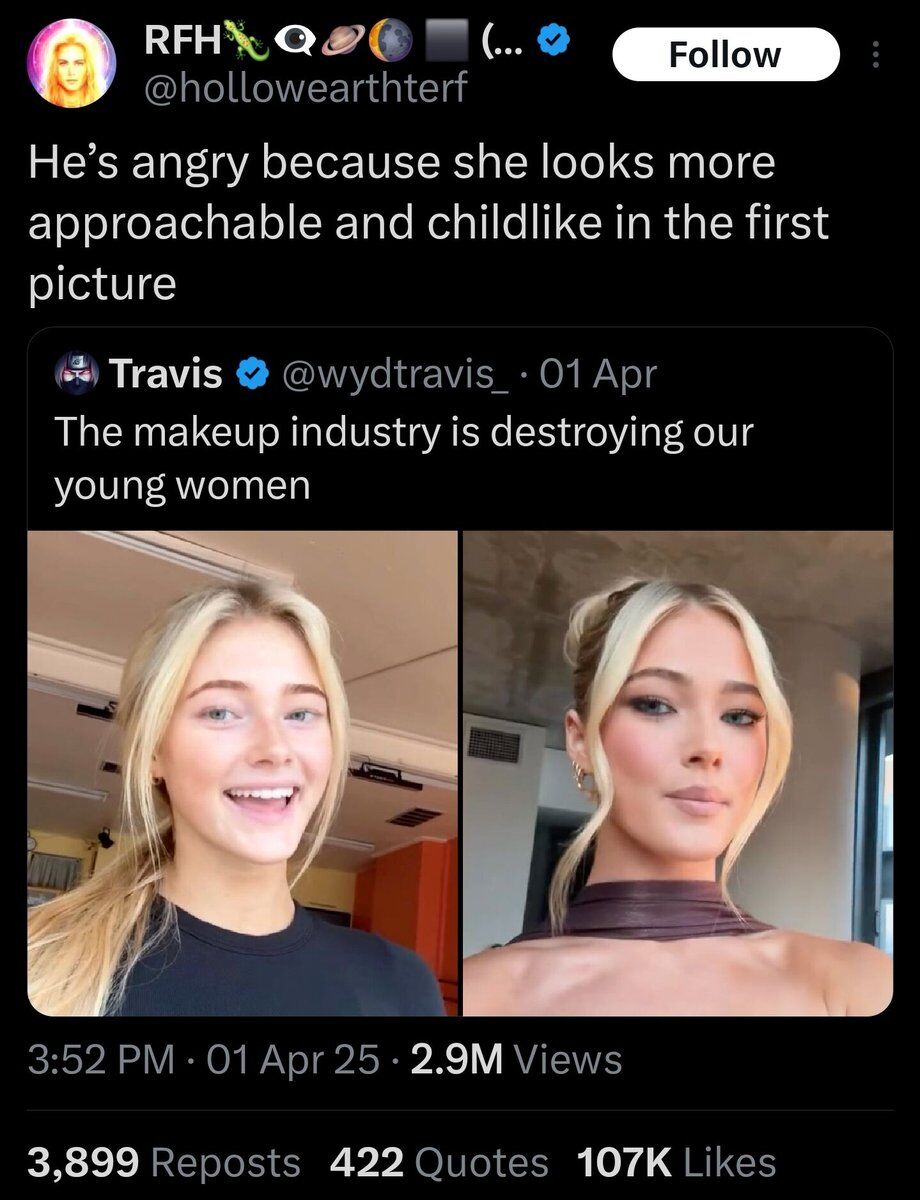 RFH🦎👁️🪐🌘⬛ (...
Follow
@hollowearthterf
He’s angry because she looks more
approachable and childlike in the first
picture
Travis @wydtravis_ · 01 Apr
The makeup industry is destroying our
young women
3:52 PM · 01 Apr 25 · 2.9M Views
3,899 Reposts 422 Quotes 107K Likes